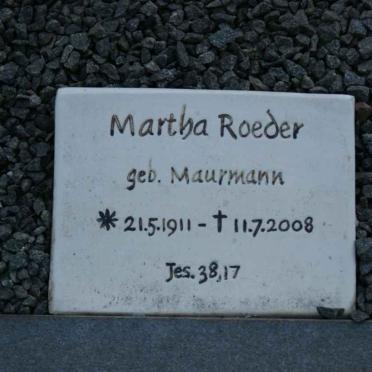 Martha Roeder
geb. Maurmann
* 21.5.1911 - † 11.7.2008
Jes. 38,17